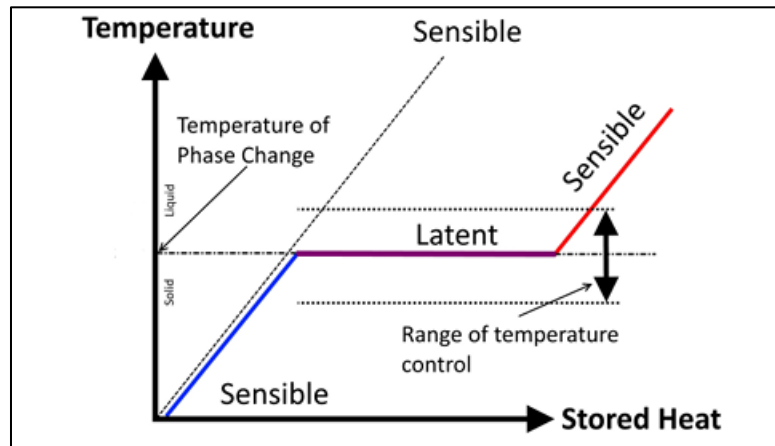 Temperature
Sensible
Temperature of
Phase Change
Sensible
Liquid
Latent
Solid
Range of temperature
control
Sensible
Stored Heat